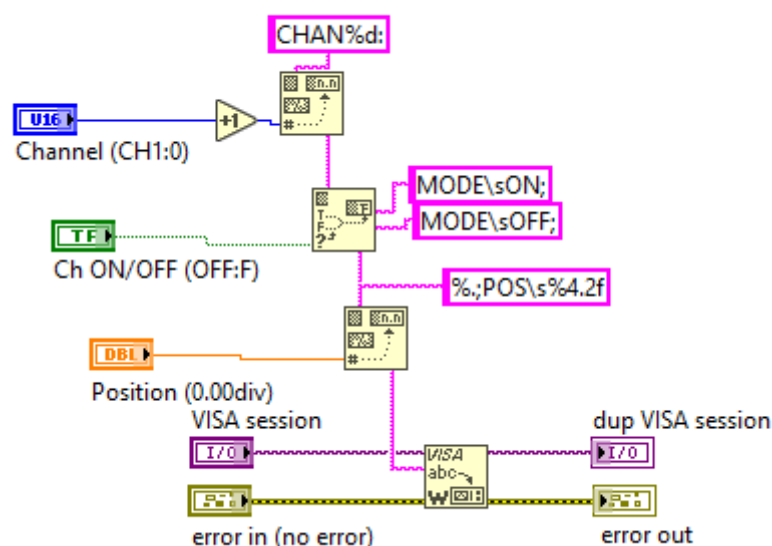 CHAN%d:
n.n
U16
+1
#
Channel (CH1:0)
MODE\sON;
T
F
F
?
MODE\sOFF;
TF
Ch ON/OFF (OFF:F)
%.;POS\s%4.2f
n.n
DBL
#
Position (0.00div)
VISA session
dup VISA session
I/O
VISA
abc
I/O
W
error in (no error)
error out